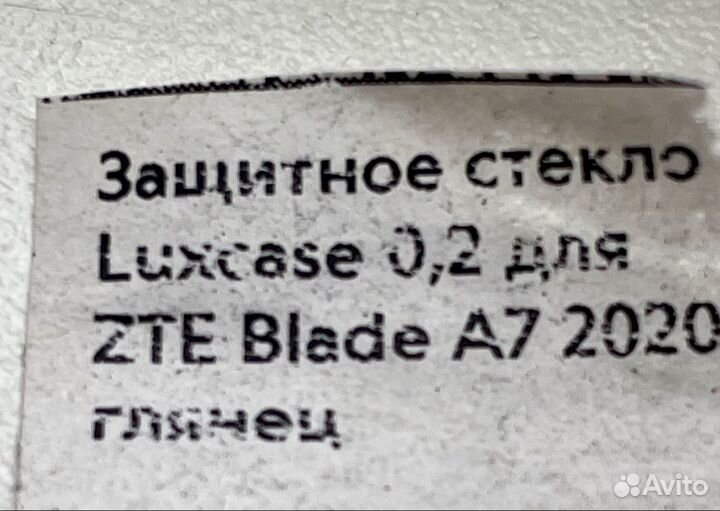 Защитное стекло
Luxcase 0,2 для
ZTE Blade A7 2020
глянец
Avito